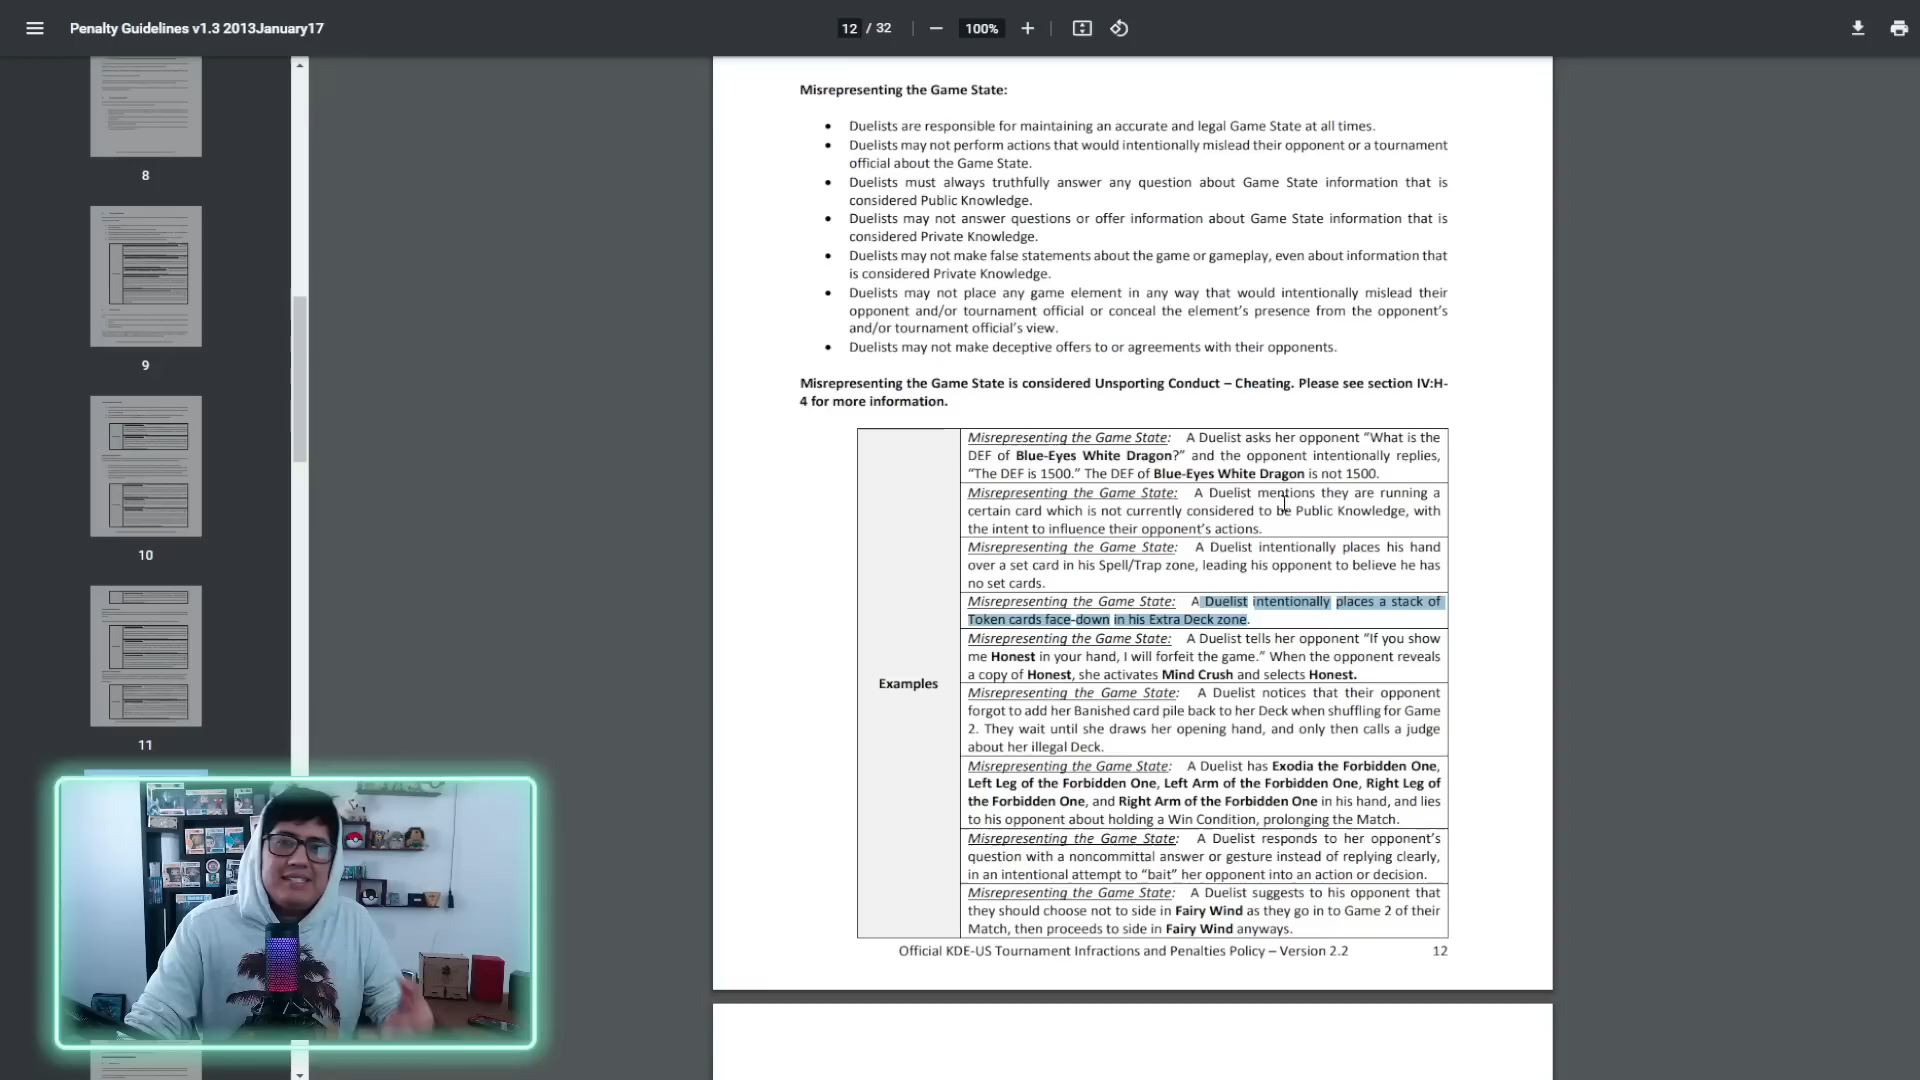 Penalty Guidelines v1.3 2013January17
12 / 32
100%
8
9
10
11
Misrepresenting the Game State:
• Duelists are responsible for maintaining an accurate and legal Game State at all times.
• Duelists may not perform actions that would intentionally mislead their opponent or a tournament
official about the Game State.
• Duelists must always truthfully answer any question about Game State information that is
considered Public Knowledge.
• Duelists may not answer questions or offer information about Game State information that is
considered Private Knowledge.
• Duelists may not make false statements about the game or gameplay, even about information that
is considered Private Knowledge.
• Duelists may not place any game element in any way that would intentionally mislead their
opponent and/or tournament official or conceal the element's presence from the opponent's
and/or tournament official's view.
• Duelists may not make deceptive offers to or agreements with their opponents.
Misrepresenting the Game State is considered Unsporting Conduct – Cheating. Please see section IV:H-
4 for more information.
Examples
Misrepresenting the Game State: A Duelist asks her opponent “What is the
DEF of Blue-Eyes White Dragon?” and the opponent intentionally replies,
“The DEF is 1500.” The DEF of Blue-Eyes White Dragon is not 1500.
Misrepresenting the Game State: A Duelist mentions they are running a
certain card which is not currently considered to be Public Knowledge, with
the intent to influence their opponent's actions.
Misrepresenting the Game State: A Duelist intentionally places his hand
over a set card in his Spell/Trap zone, leading his opponent to believe he has
no set cards.
Misrepresenting the Game State: A Duelist intentionally places a stack of
Token cards face-down in his Extra Deck zone.
Misrepresenting the Game State: A Duelist tells her opponent “If you show
me Honest in your hand, I will forfeit the game.” When the opponent reveals
a copy of Honest, she activates Mind Crush and selects Honest.
Misrepresenting the Game State: A Duelist notices that their opponent
forgot to add her Banished card pile back to her Deck when shuffling for Game
2. They wait until she draws her opening hand, and only then calls a judge
about her illegal Deck.
Misrepresenting the Game State: A Duelist has Exodia the Forbidden One,
Left Leg of the Forbidden One, Left Arm of the Forbidden One, Right Leg of
the Forbidden One, and Right Arm of the Forbidden One in his hand, and lies
to his opponent about holding a Win Condition, prolonging the Match.
Misrepresenting the Game State: A Duelist responds to her opponent's
question with a noncommittal answer or gesture instead of replying clearly,
in an intentional attempt to “bait” her opponent into an action or decision.
Misrepresenting the Game State: A Duelist suggests to his opponent that
they should choose not to side in Fairy Wind as they go in to Game 2 of their
Match, then proceeds to side in Fairy Wind anyways.
Official KDE-US Tournament Infractions and Penalties Policy – Version 2.2 12